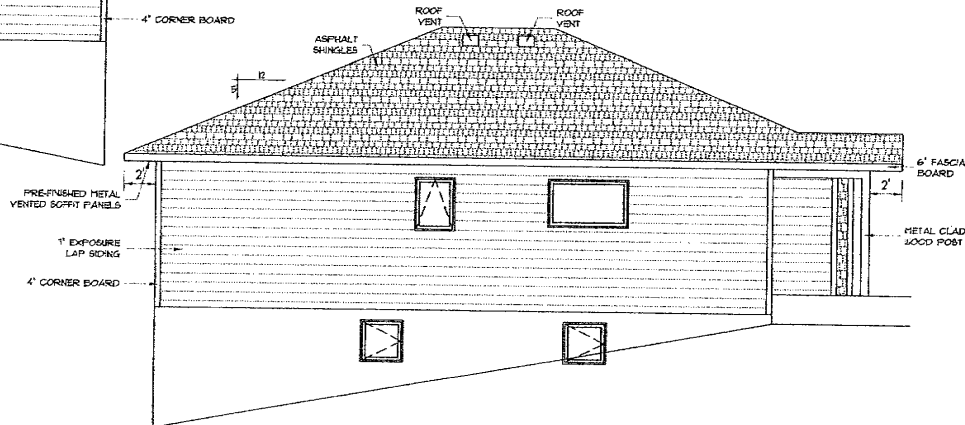 4" CORNER BOARD
ROOF
VENT
ROOF
VENT
ASPHALT
SHINGLES
12
5
6" FASCIA
BOARD
2'
2'
PRE-FINISHED METAL
VENTED SOFFIT PANELS
METAL CLAD
WOOD POST
7" EXPOSURE
LAP SIDING
4" CORNER BOARD